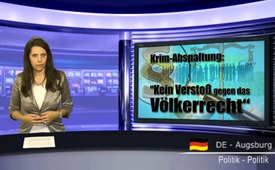 Krim-Abspaltung:
"Kein Verstoß gegen das
Völkerrecht"
DE - Augsburg
Politik - Politik